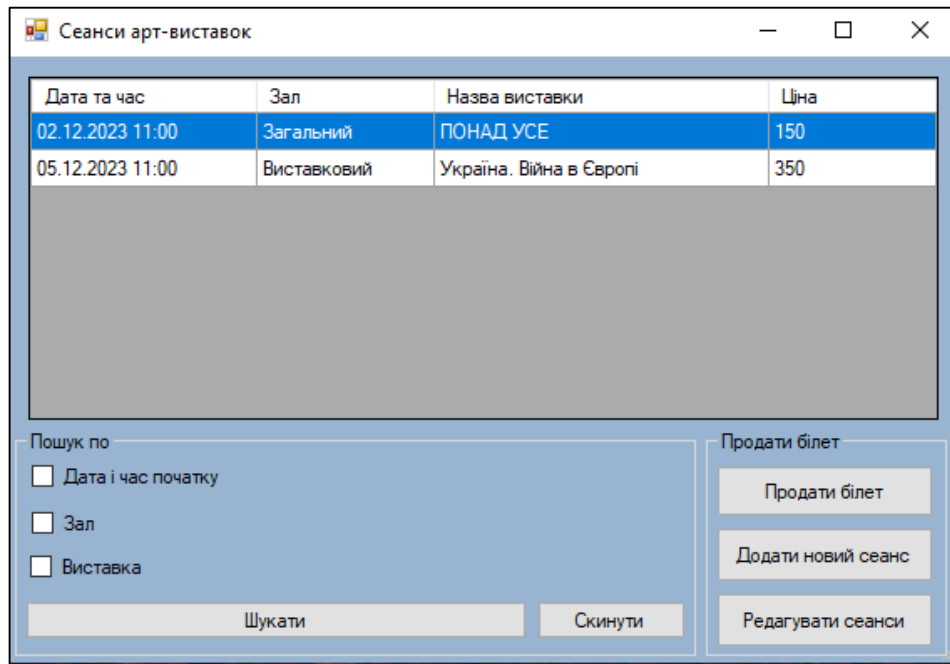 Сеанси арт-виставок
Дата та час Зал Назва виставки Ціна
02.12.2023 11:00 Загальний ПОНАД УСЕ 150
05.12.2023 11:00 Виставковий Україна. Війна в Європі 350
Пошук по
Дата і час початку
Зал
Виставка
Шукати Скинути
Продати білет
Продати білет
Додати новий сеанс
Редагувати сеанси